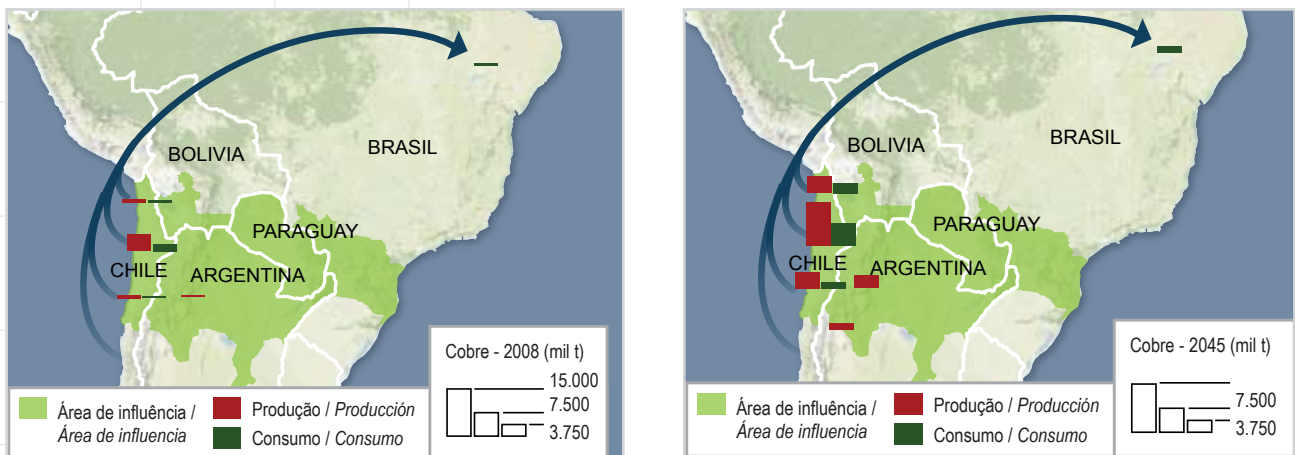 BOLIVIA
BRASIL
PARAGUAY
CHILE
ARGENTINA
Cobre - 2008 (mil t)
15.000
7.500
3.750
Área de influência /
Área de influencia
Produção / Producción
Consumo / Consumo
BOLIVIA
BRASIL
PARAGUAY
CHILE
ARGENTINA
Cobre - 2045 (mil t)
7.500
3.750
Área de influência /
Área de influencia
Produção / Producción
Consumo / Consumo